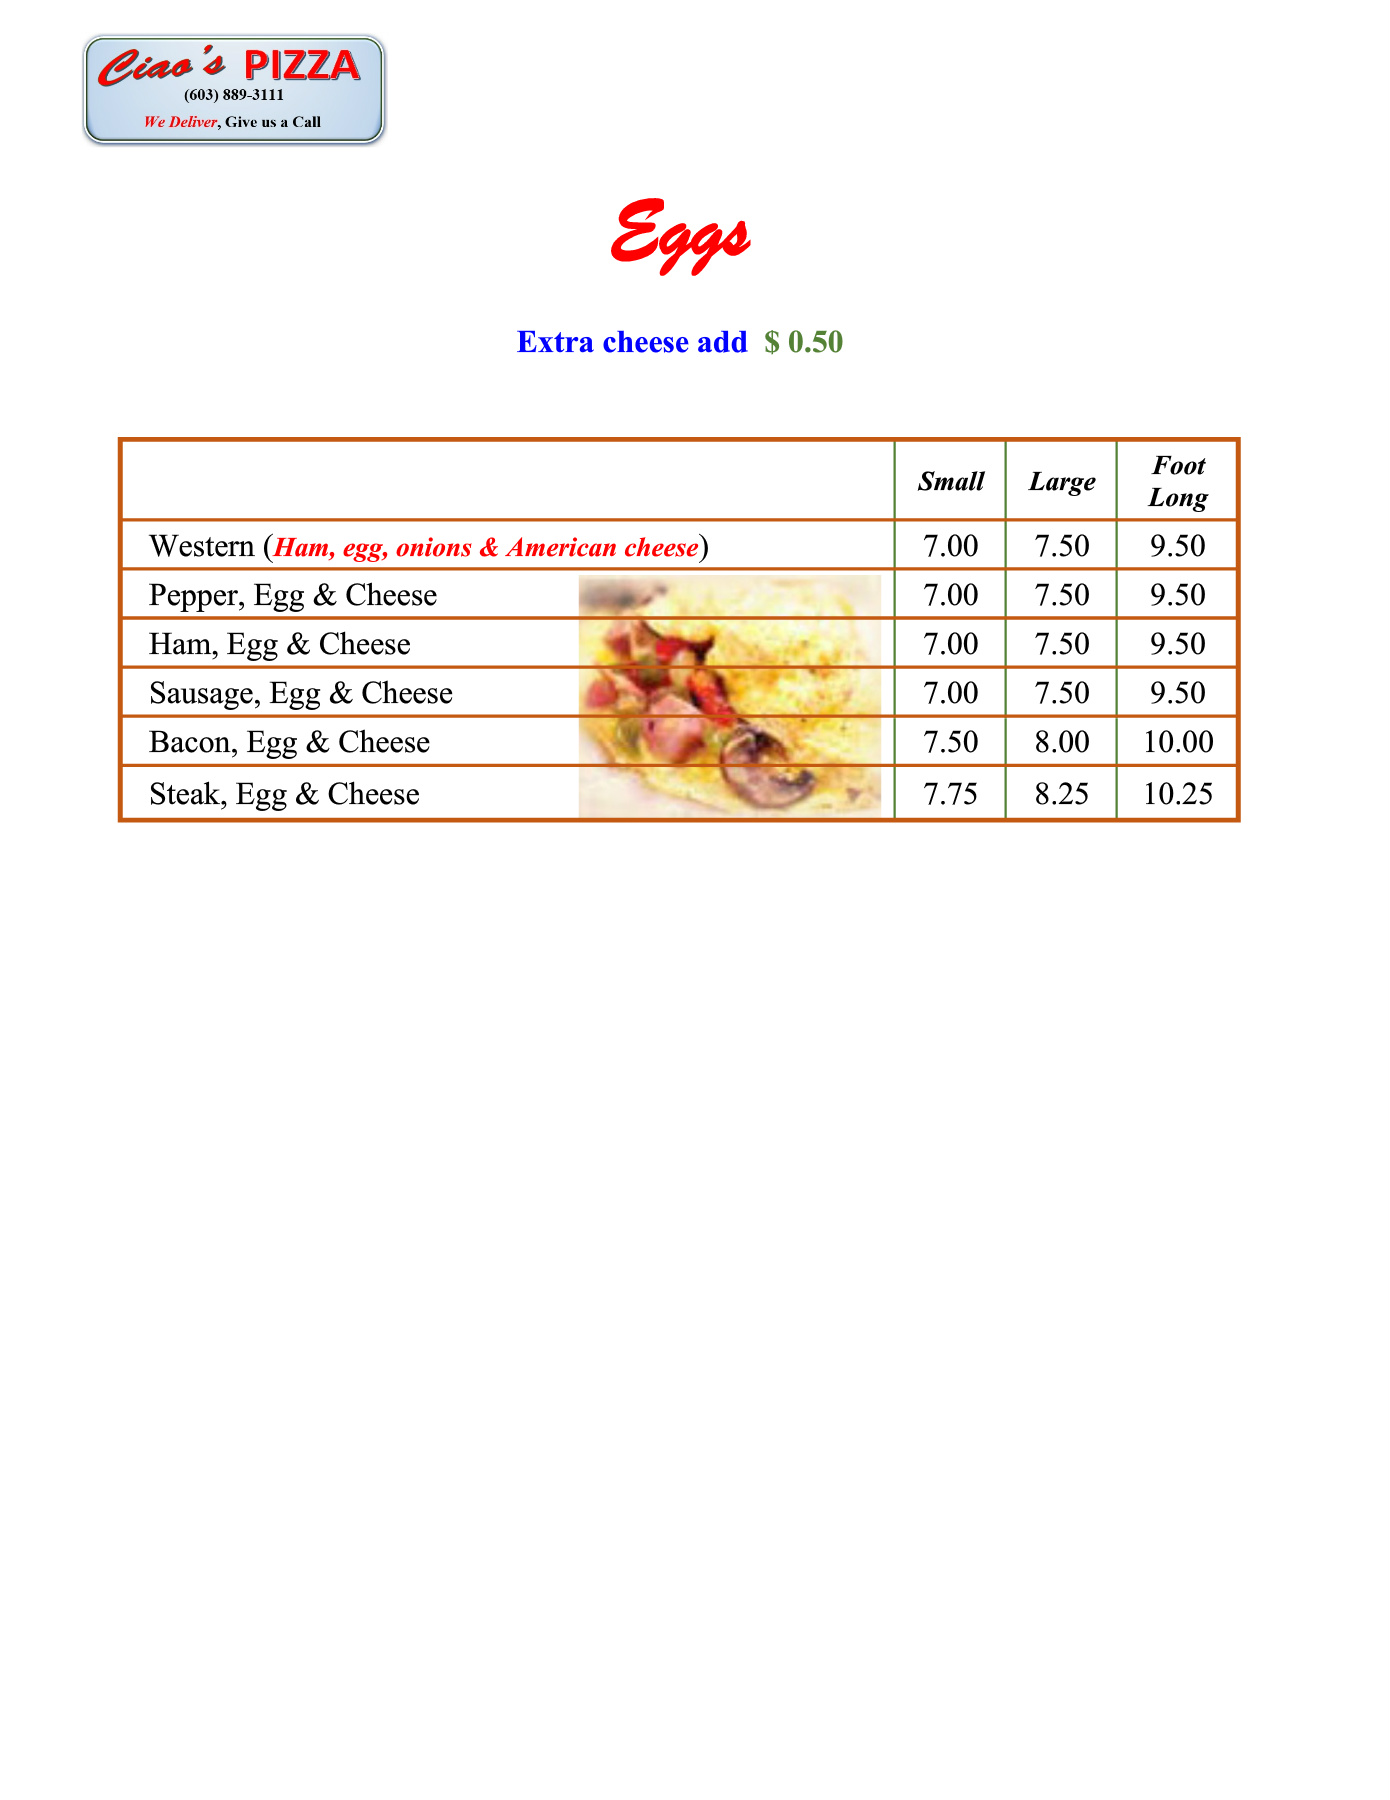 Ciao's PIZZA
(603) 889-3111
We Deliver, Give us a Call
Eggs
Extra cheese add $ 0.50
Small Large Foot Long
Western (Ham, egg, onions & American cheese) 7.00 7.50 9.50
Pepper, Egg & Cheese 7.00 7.50 9.50
Ham, Egg & Cheese 7.00 7.50 9.50
Sausage, Egg & Cheese 7.00 7.50 9.50
Bacon, Egg & Cheese 7.50 8.00 10.00
Steak, Egg & Cheese 7.75 8.25 10.25